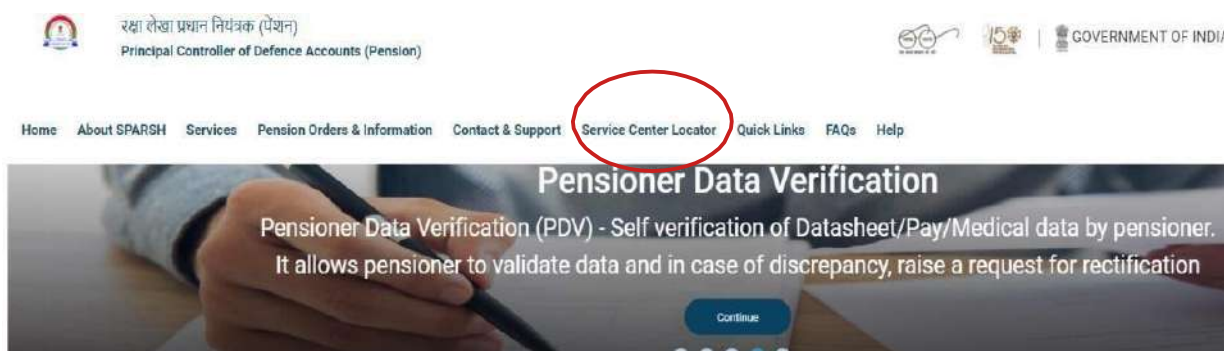 रक्षा लेखा प्रधान नियंत्रक (पेंशन)
Principal Controller of Defence Accounts (Pension)
GOVERNMENT OF INDIA
Home About SPARSH Services Pension Orders & Information Contact & Support Service Center Locator Quick Links FAQs Help
Pensioner Data Verification
Pensioner Data Verification (PDV) - Self verification of Datasheet/Pay/Medical data by pensioner.
It allows pensioner to validate data and in case of discrepancy, raise a request for rectification
Continue